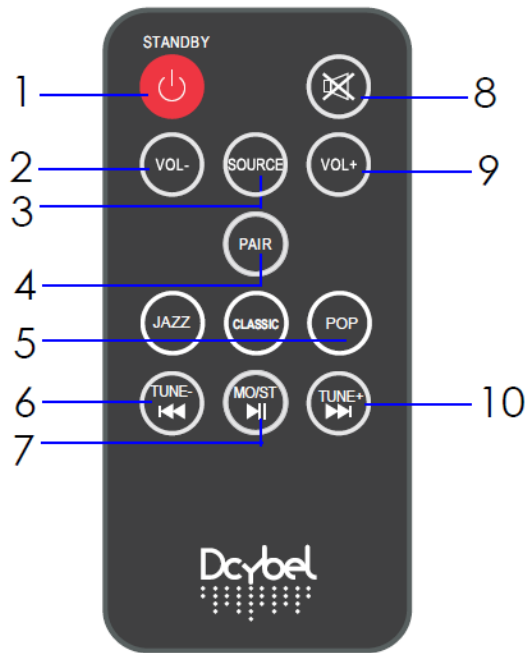 STANDBY
1
8
VOL-
SOURCE
VOL+
2
9
3
PAIR
4
JAZZ
CLASSIC
POP
5
TUNE-
MO/ST
TUNE+
6
10
7
Dcybel